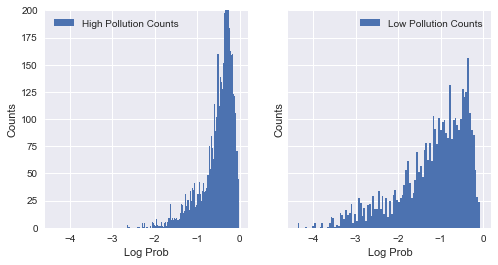 High Pollution Counts
Low Pollution Counts
200
175
150
125
100
75
50
25
0
Counts
Counts
−4 −3 −2 −1 0
−4 −3 −2 −1 0
Log Prob
Log Prob